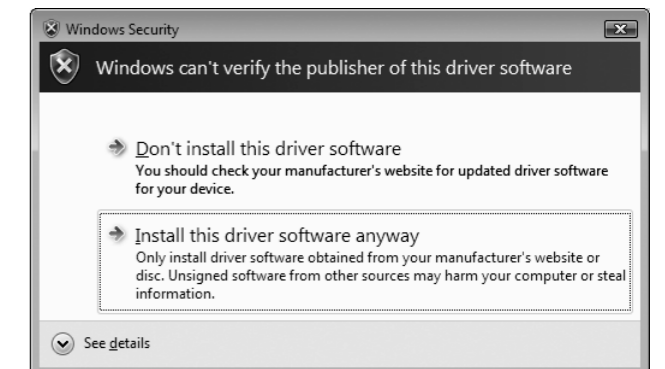 Windows Security
Windows can't verify the publisher of this driver software
Don't install this driver software
You should check your manufacturer's website for updated driver software
for your device.
Install this driver software anyway
Only install driver software obtained from your manufacturer's website or
disc. Unsigned software from other sources may harm your computer or steal
information.
See details